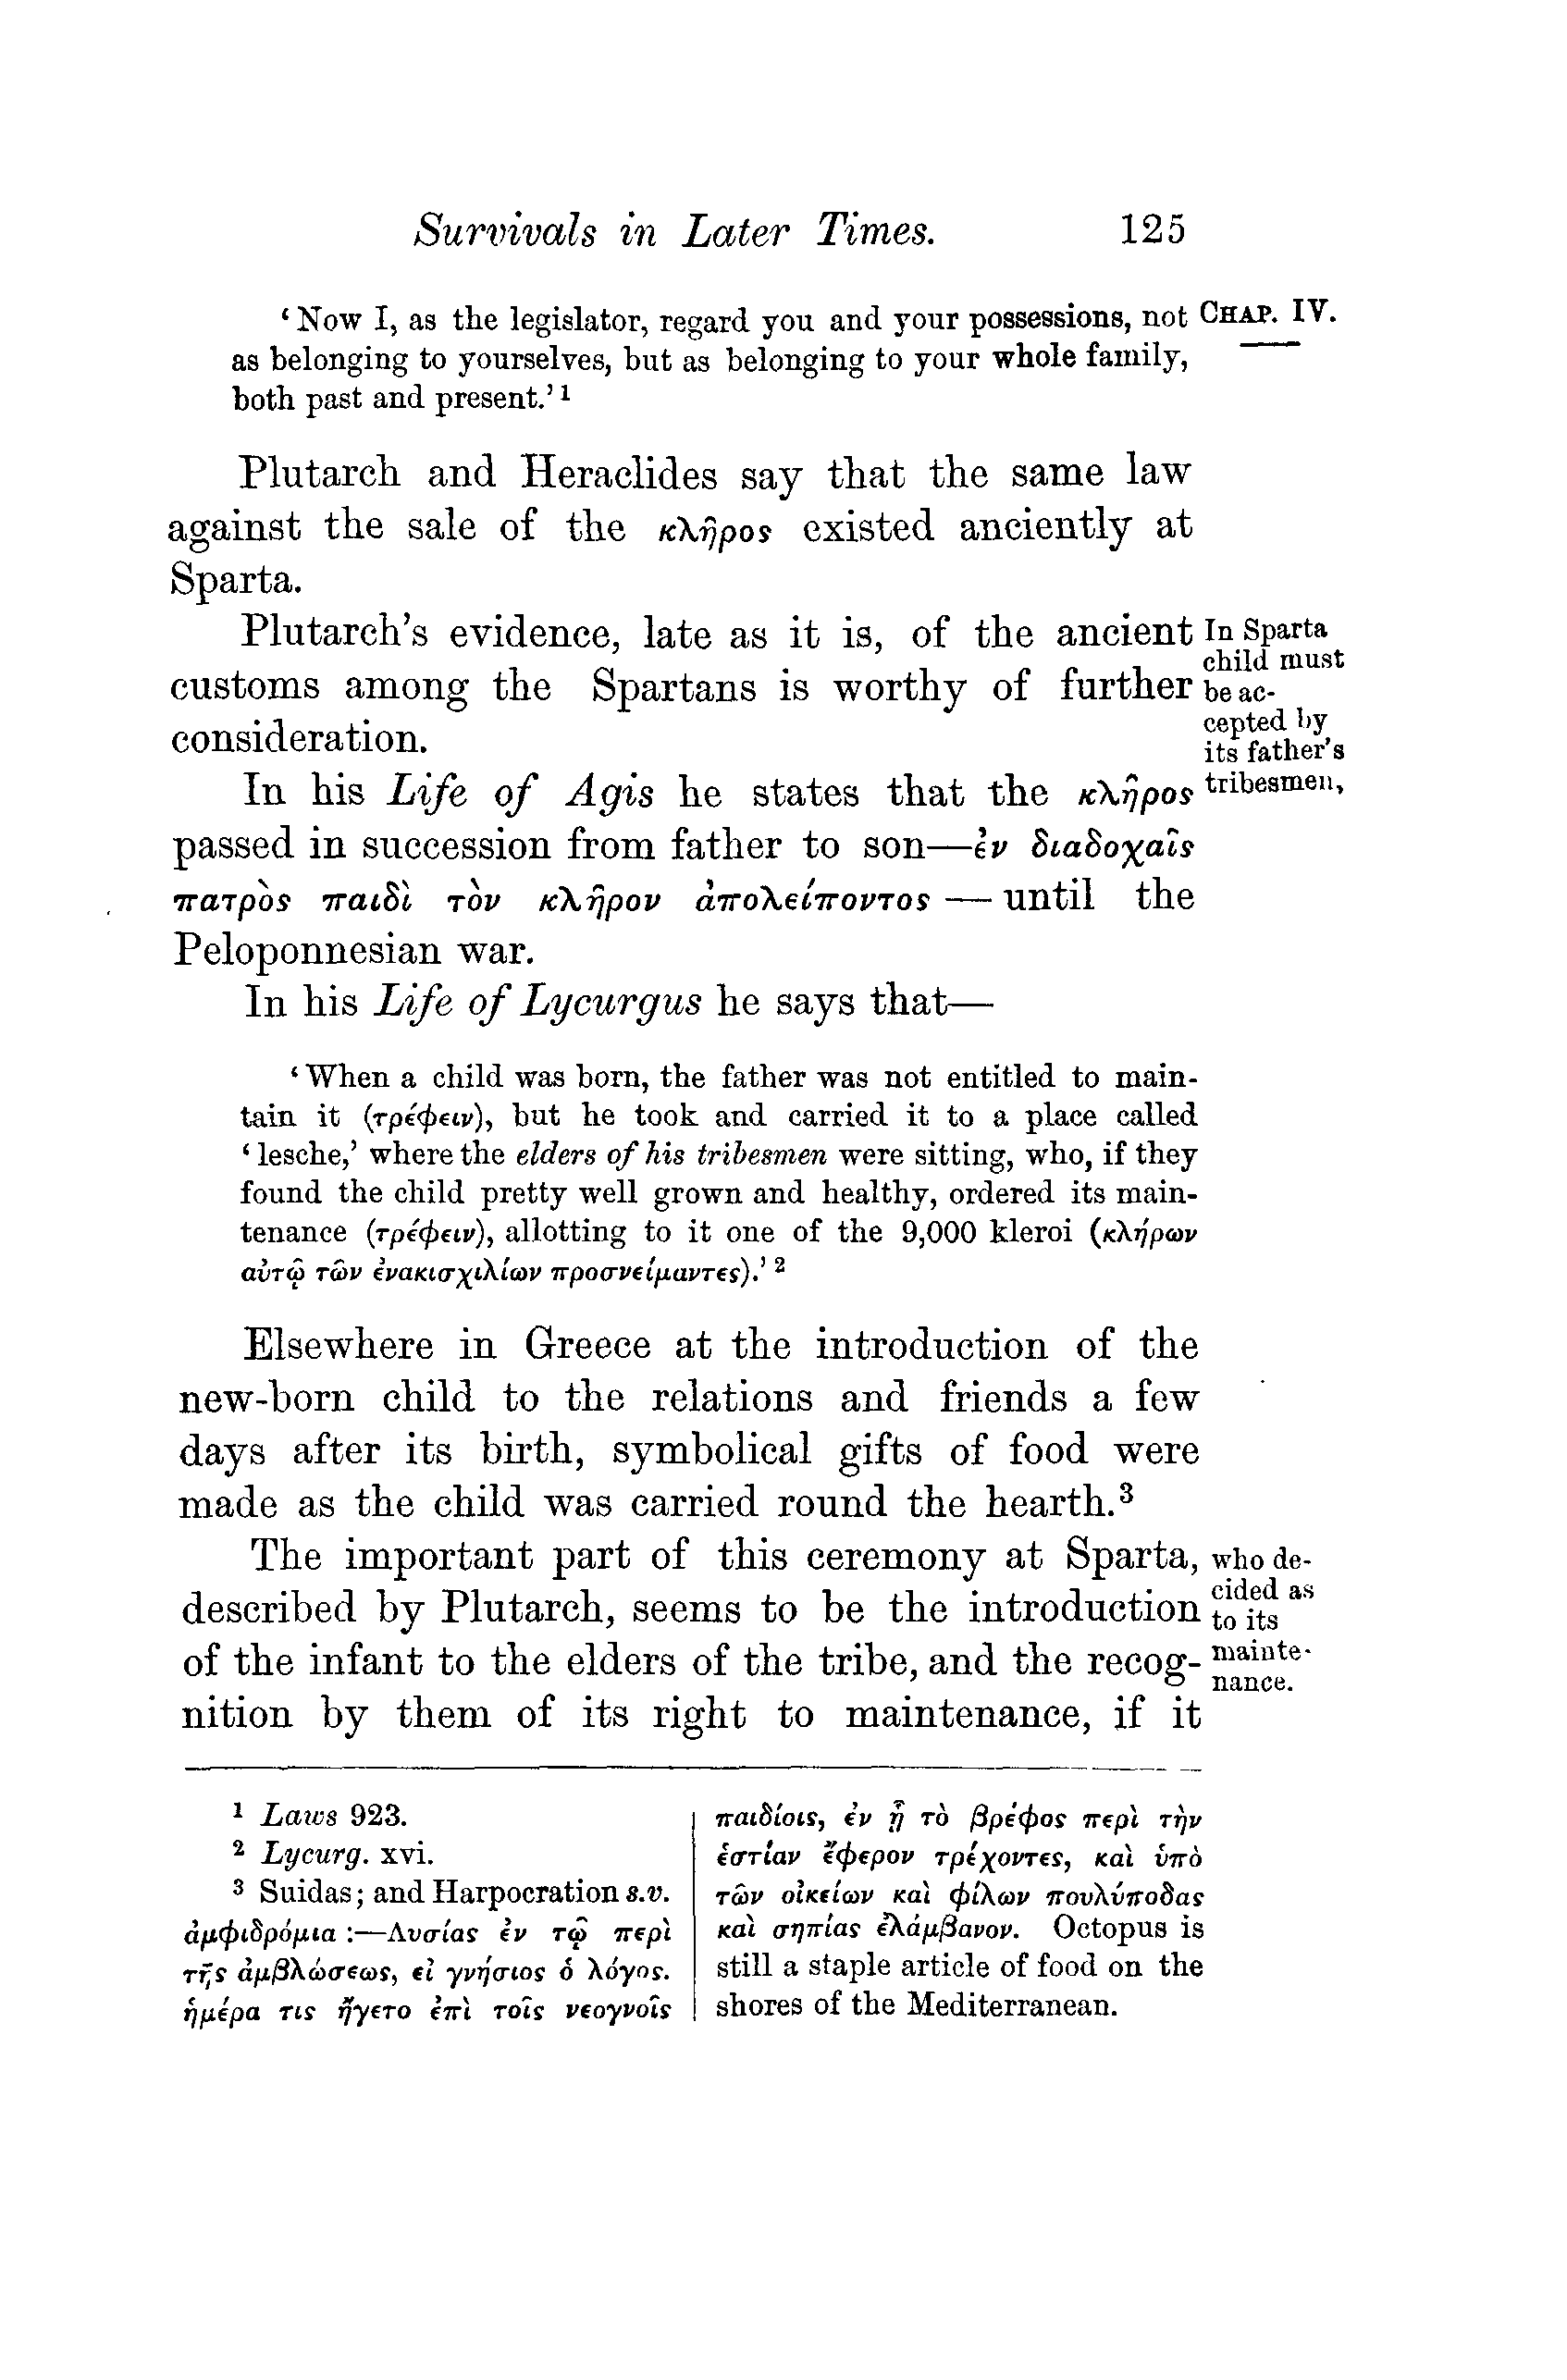 Survivals in Later Times. 125
CHAP. IV.
‘Now I, as the legislator, regard you and your possessions, not
as belonging to yourselves, but as belonging to your whole family,
both past and present.’ 1
Plutarch and Heraclides say that the same law
against the sale of the κλῆρος existed anciently at
Sparta.
Plutarch’s evidence, late as it is, of the ancient
customs among the Spartans is worthy of further
consideration.
In Sparta
child must
be ac-
cepted by
its father’s
tribesmen,
In his Life of Agis he states that the κλῆρος
passed in succession from father to son—ἐν διαδοχαῖς
πατρὸς παιδὶ τὸν κλῆρον ἀπολείποντος — until the
Peloponnesian war.
In his Life of Lycurgus he says that—
‘When a child was born, the father was not entitled to main-
tain it (τρέφειν), but he took and carried it to a place called
‘lesche,’ where the elders of his tribesmen were sitting, who, if they
found the child pretty well grown and healthy, ordered its main-
tenance (τρέφειν), allotting to it one of the 9,000 kleroi (κλήρων
αὐτῷ τῶν ἐνακισχιλίων προσνείμαντες).’ 2
Elsewhere in Greece at the introduction of the
new-born child to the relations and friends a few
days after its birth, symbolical gifts of food were
made as the child was carried round the hearth.3
The important part of this ceremony at Sparta,
described by Plutarch, seems to be the introduction
of the infant to the elders of the tribe, and the recog-
nition by them of its right to maintenance, if it
who de-
cided as
to its
mainte-
nance.
1 Laws 923.
2 Lycurg. xvi.
3 Suidas; and Harpocration s.v.
ἀμφιδρόμια :—Λυσίας ἐν τῷ περὶ
τῆς ἀμβλώσεως, εἰ γνήσιος ὁ λόγος.
ἡμέρα τις ἤγετο ἐπὶ τοῖς νεογνοῖς
παιδίοις, ἐν ᾗ τὸ βρέφος περὶ τὴν
ἑστίαν ἔφερον τρέχοντες, καὶ ὑπὸ
τῶν οἰκείων καὶ φίλων πουλύποδας
καὶ σηπίας ἐλάμβανον. Octopus is
still a staple article of food on the
shores of the Mediterranean.